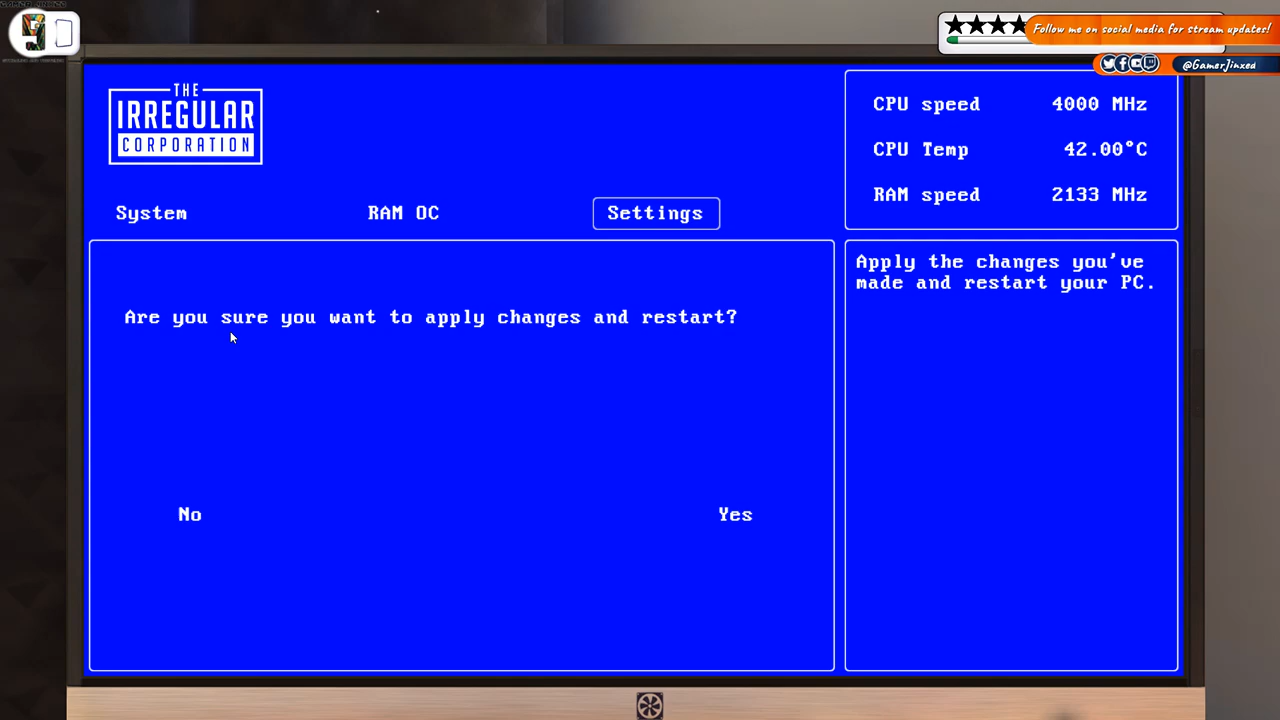 Follow me on social media for stream updates!
@GamerJinxed
THE
IRREGULAR
CORPORATION
CPU speed 4000 MHz
CPU Temp 42.00°C
RAM speed 2133 MHz
System RAM OC Settings
Apply the changes you've
made and restart your PC.
Are you sure you want to apply changes and restart?
No Yes